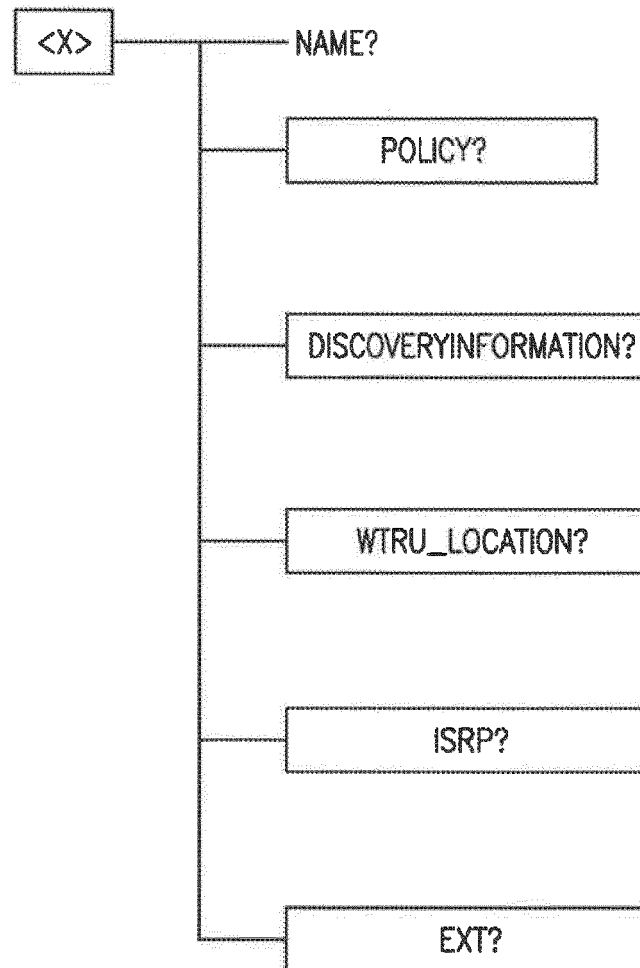 <X>
NAME?
POLICY?
DISCOVERYINFORMATION?
WTRU_LOCATION?
ISRP?
EXT?